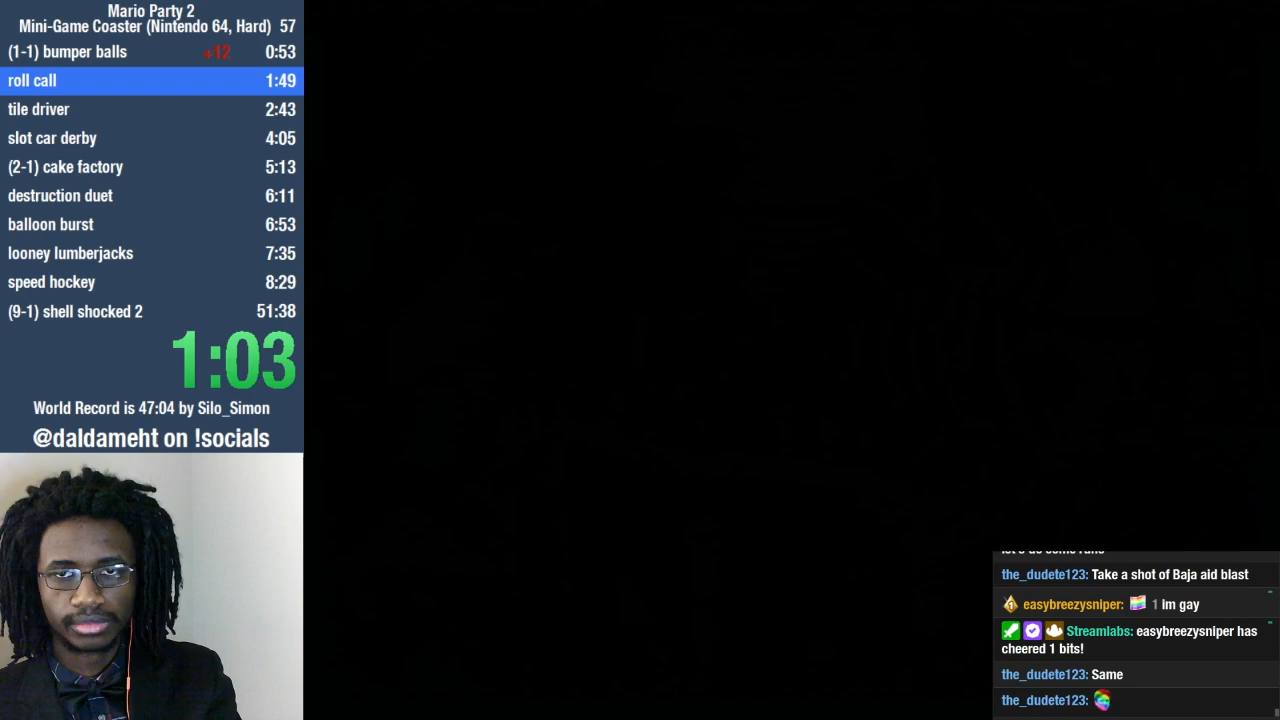 Mario Party 2
Mini-Game Coaster (Nintendo 64, Hard) 57
(1-1) bumper balls +12 0:53
roll call 1:49
tile driver 2:43
slot car derby 4:05
(2-1) cake factory 5:13
destruction duet 6:11
balloon burst 6:53
looney lumberjacks 7:35
speed hockey 8:29
(9-1) shell shocked 2 51:38
1:03
World Record is 47:04 by Silo_Simon
@daldameht on !socials
let's do some runs
the_dudete123: Take a shot of Baja aid blast
easybreezysniper: 1 Im gay
Streamlabs: easybreezysniper has
cheered 1 bits!
the_dudete123: Same
the_dudete123: